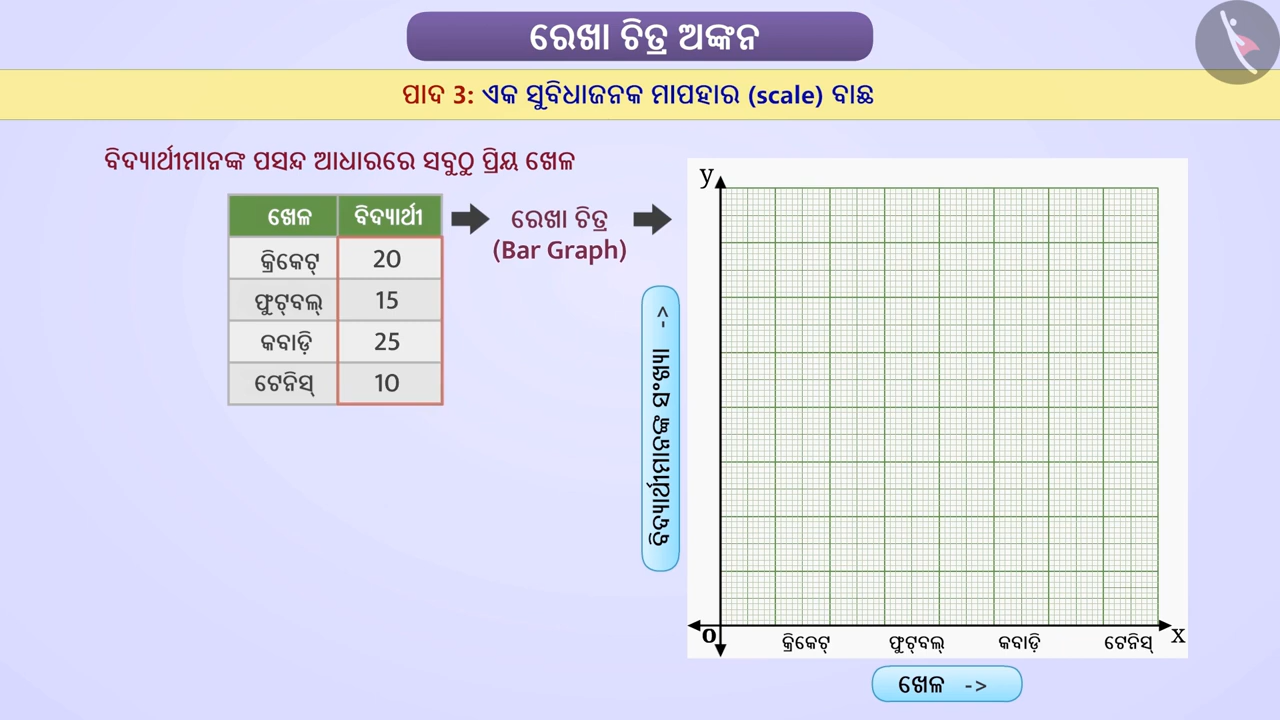 ରେଖା ଚିତ୍ର ଅଙ୍କନ
ପାଦ 3: ଏକ ସୁବିଧାଜନକ ମାପହାର (scale) ବାଛ
ବିଦ୍ୟାର୍ଥୀମାନଙ୍କ ପସନ୍ଦ ଆଧାରରେ ସବୁଠୁ ପ୍ରିୟ ଖେଳ
ଖେଳ ବିଦ୍ୟାର୍ଥୀ
କ୍ରିକେଟ୍ 20
ଫୁଟ୍‌ବଲ୍ 15
କବାଡ଼ି 25
ଟେନିସ୍ 10
ରେଖା ଚିତ୍ର
(Bar Graph)
y
ବିଦ୍ୟାର୍ଥୀମାନଙ୍କ ସଂଖ୍ୟା ->
O
x
କ୍ରିକେଟ୍ ଫୁଟ୍‌ବଲ୍ କବାଡ଼ି ଟେନିସ୍
ଖେଳ ->